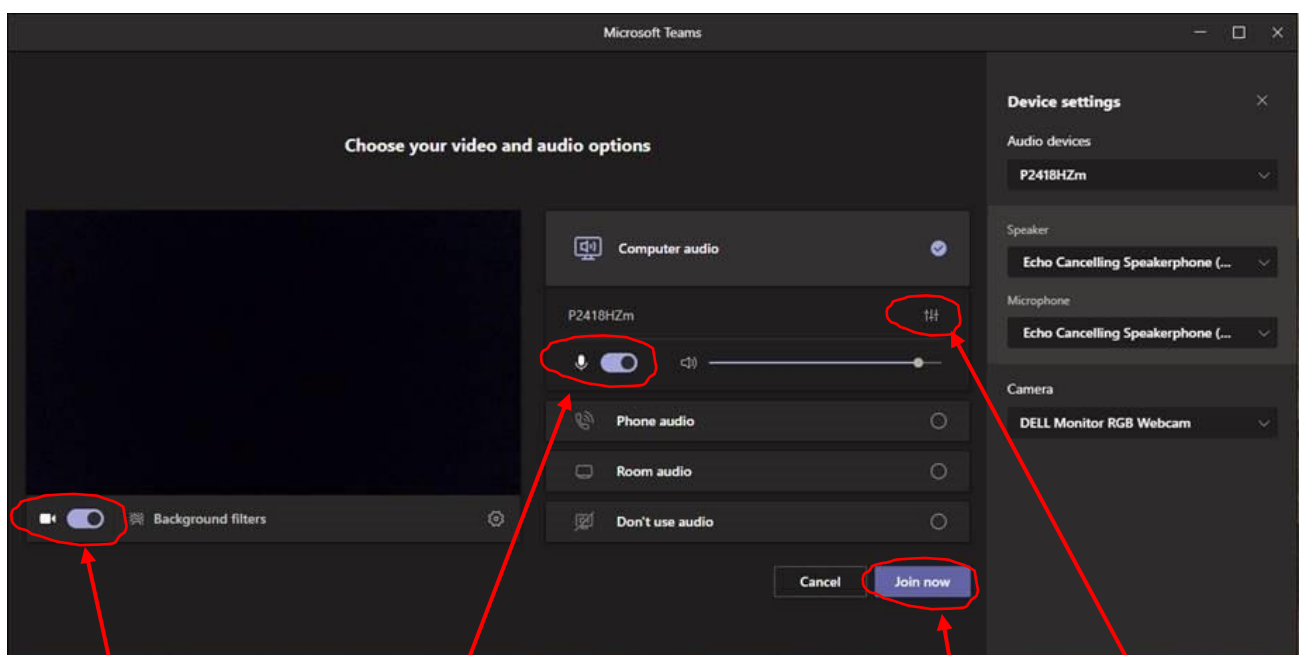 Microsoft Teams
Choose your video and audio options
Computer audio
P2418HZm
Phone audio
Room audio
Don't use audio
Background filters
Cancel
Join now
Device settings
Audio devices
P2418HZm
Speaker
Echo Cancelling Speakerphone (...
Microphone
Echo Cancelling Speakerphone (...
Camera
DELL Monitor RGB Webcam